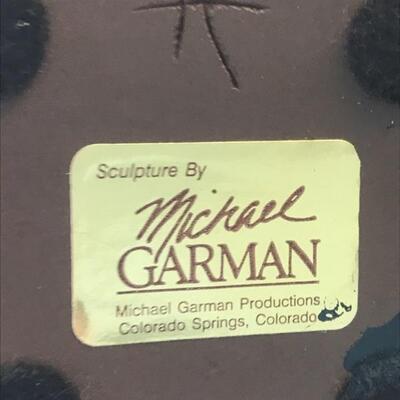 Sculpture By
Michael
GARMAN
Michael Garman Productions
Colorado Springs, Colorado